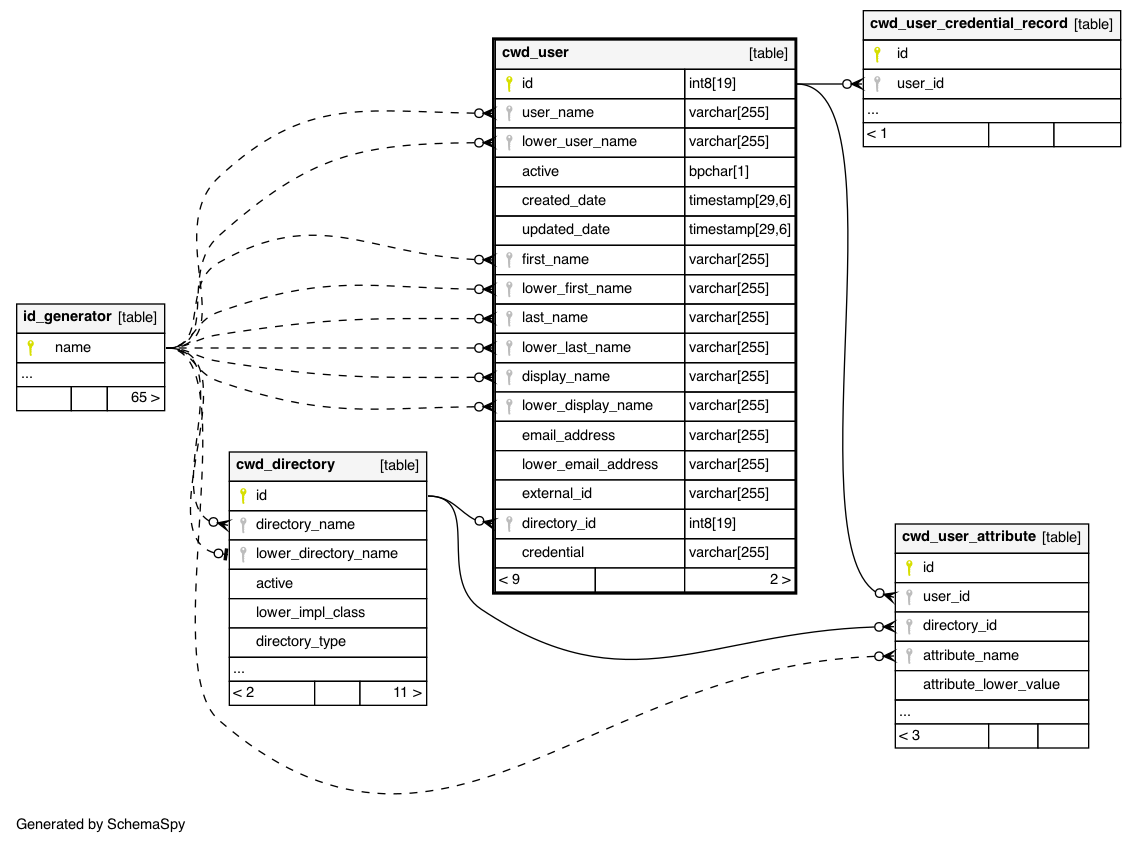 cwd_user_credential_record [table]
id
user_id
...
< 1
cwd_user [table]
id int8[19]
user_name varchar[255]
lower_user_name varchar[255]
active bpchar[1]
created_date timestamp[29,6]
updated_date timestamp[29,6]
first_name varchar[255]
lower_first_name varchar[255]
last_name varchar[255]
lower_last_name varchar[255]
display_name varchar[255]
lower_display_name varchar[255]
email_address varchar[255]
lower_email_address varchar[255]
external_id varchar[255]
directory_id int8[19]
credential varchar[255]
< 9 2 >
id_generator [table]
name
...
65 >
cwd_directory [table]
id
directory_name
lower_directory_name
active
lower_impl_class
directory_type
...
< 2 11 >
cwd_user_attribute [table]
id
user_id
directory_id
attribute_name
attribute_lower_value
...
< 3
Generated by SchemaSpy